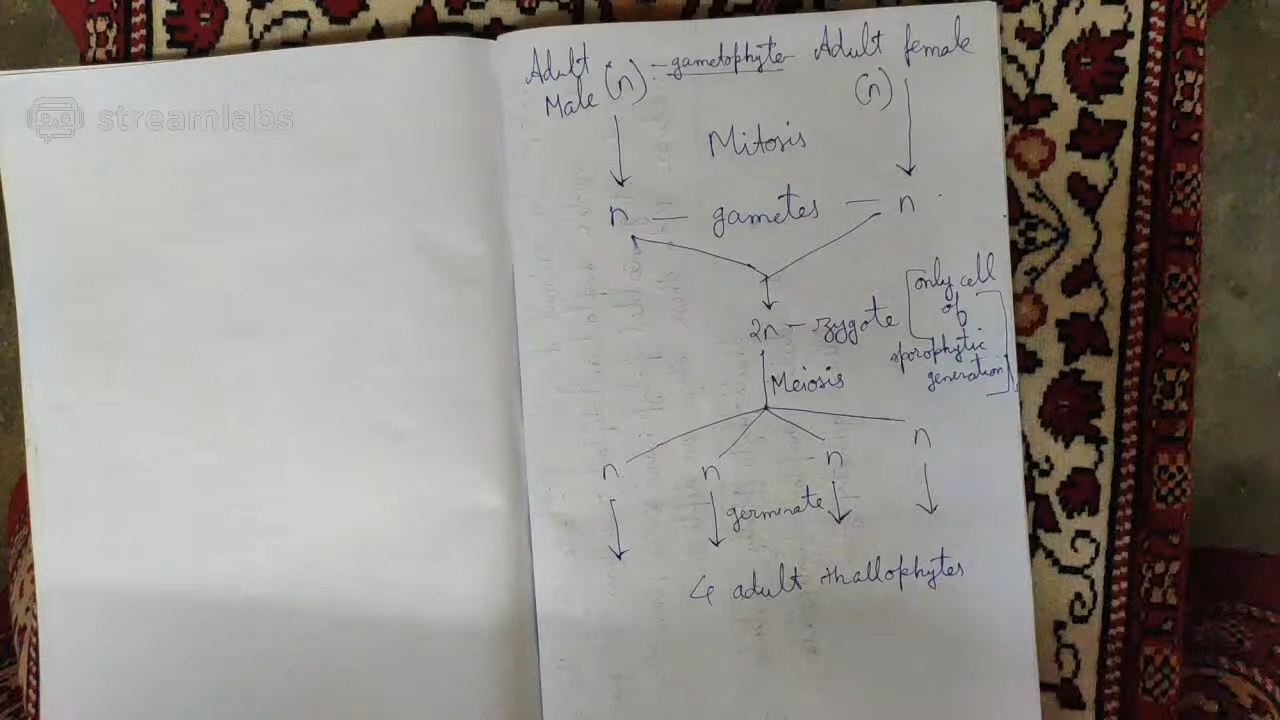 streamlabs
Adult Male (n) - gametophyte Adult female (n)
Mitosis
n — gametes — n
2n - zygote [only cell of sporophytic generation]
Meiosis
n n n n
germinate
4 adult thallophytes